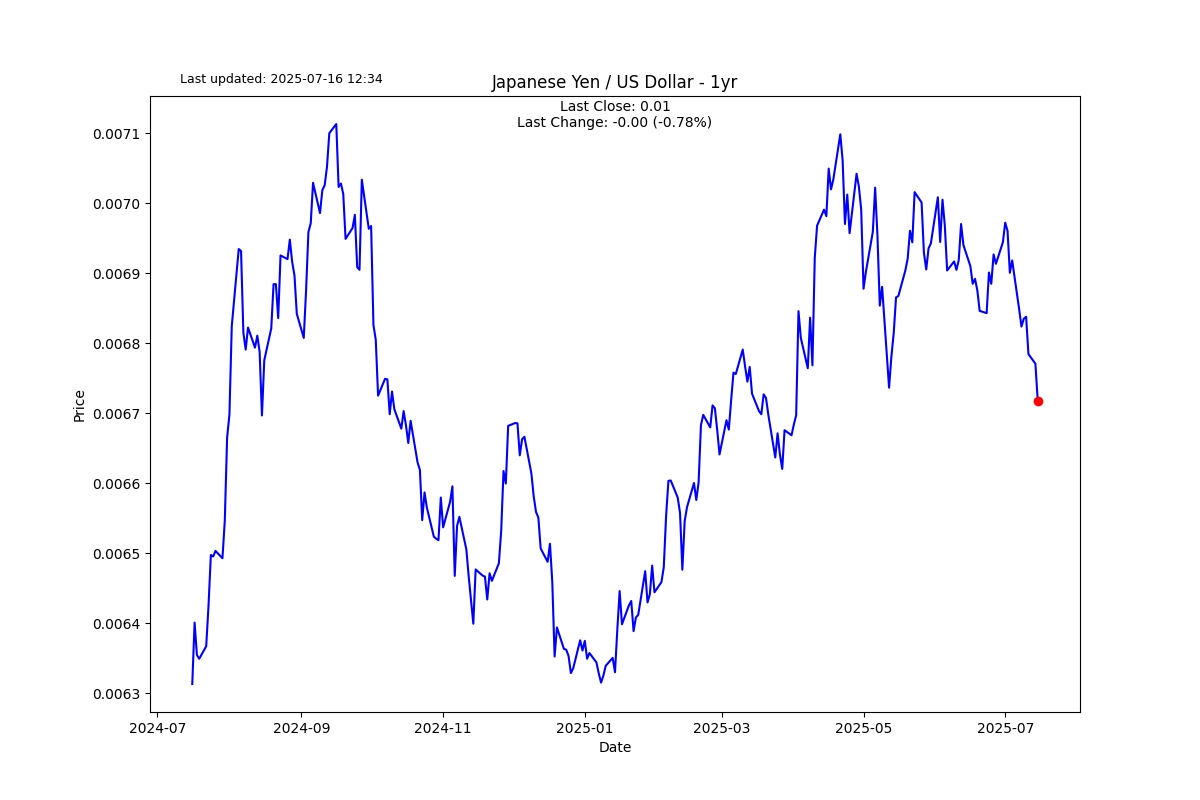 Last updated: 2025-07-16 12:34
Japanese Yen / US Dollar - 1yr
Last Close: 0.01
Last Change: -0.00 (-0.78%)
Price
0.0071
0.0070
0.0069
0.0068
0.0067
0.0066
0.0065
0.0064
0.0063
2024-07
2024-09
2024-11
2025-01
2025-03
2025-05
2025-07
Date